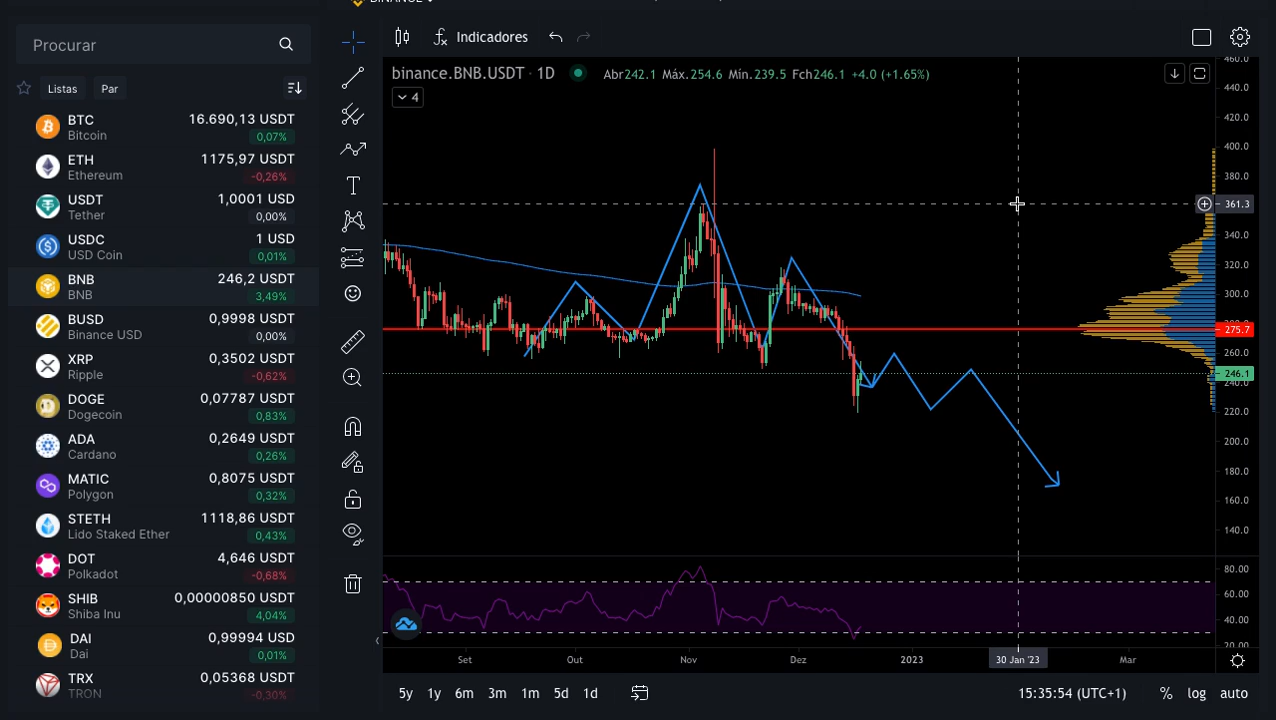 BINANCE
Procurar
Indicadores
Listas
Par
BTC 16.690,13 USDT
Bitcoin 0,07%
ETH 1175,97 USDT
Ethereum -0,26%
USDT 1,0001 USD
Tether 0,00%
USDC 1 USD
USD Coin 0,01%
BNB 246,2 USDT
BNB 3,49%
BUSD 0,9998 USDT
Binance USD 0,00%
XRP 0,3502 USDT
Ripple -0,62%
DOGE 0,07787 USDT
Dogecoin 0,83%
ADA 0,2649 USDT
Cardano 0,26%
MATIC 0,8075 USDT
Polygon 0,32%
STETH 1118,86 USDT
Lido Staked Ether 0,43%
DOT 4,646 USDT
Polkadot -0,68%
SHIB 0,00000850 USDT
Shiba Inu 4,04%
DAI 0,99994 USD
Dai 0,01%
TRX 0,05368 USDT
TRON -0,30%
binance.BNB.USDT · 1D Abr242.1 Máx.254.6 Mín.239.5 Fch246.1 +4.0 (+1.65%)
4
460.0
440.0
420.0
400.0
380.0
361.3
340.0
320.0
300.0
275.7
260.0
246.1
240.0
220.0
200.0
180.0
160.0
140.0
80.00
60.00
40.00
20.00
Set Out Nov Dez 2023 30 Jan '23 Mar
5y 1y 6m 3m 1m 5d 1d 15:35:54 (UTC+1) % log auto